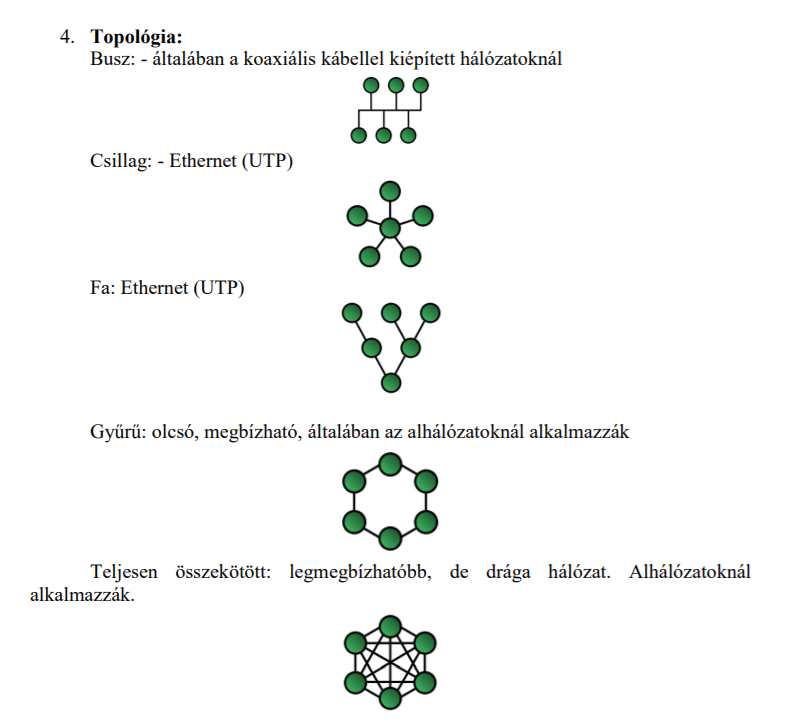 4. Topológia:
Busz: - általában a koaxiális kábellel kiépített hálózatoknál
Csillag: - Ethernet (UTP)
Fa: Ethernet (UTP)
Gyűrű: olcsó, megbízható, általában az alhálózatoknál alkalmazzák
Teljesen összekötött: legmegbízhatóbb, de drága hálózat. Alhálózatoknál
alkalmazzák.